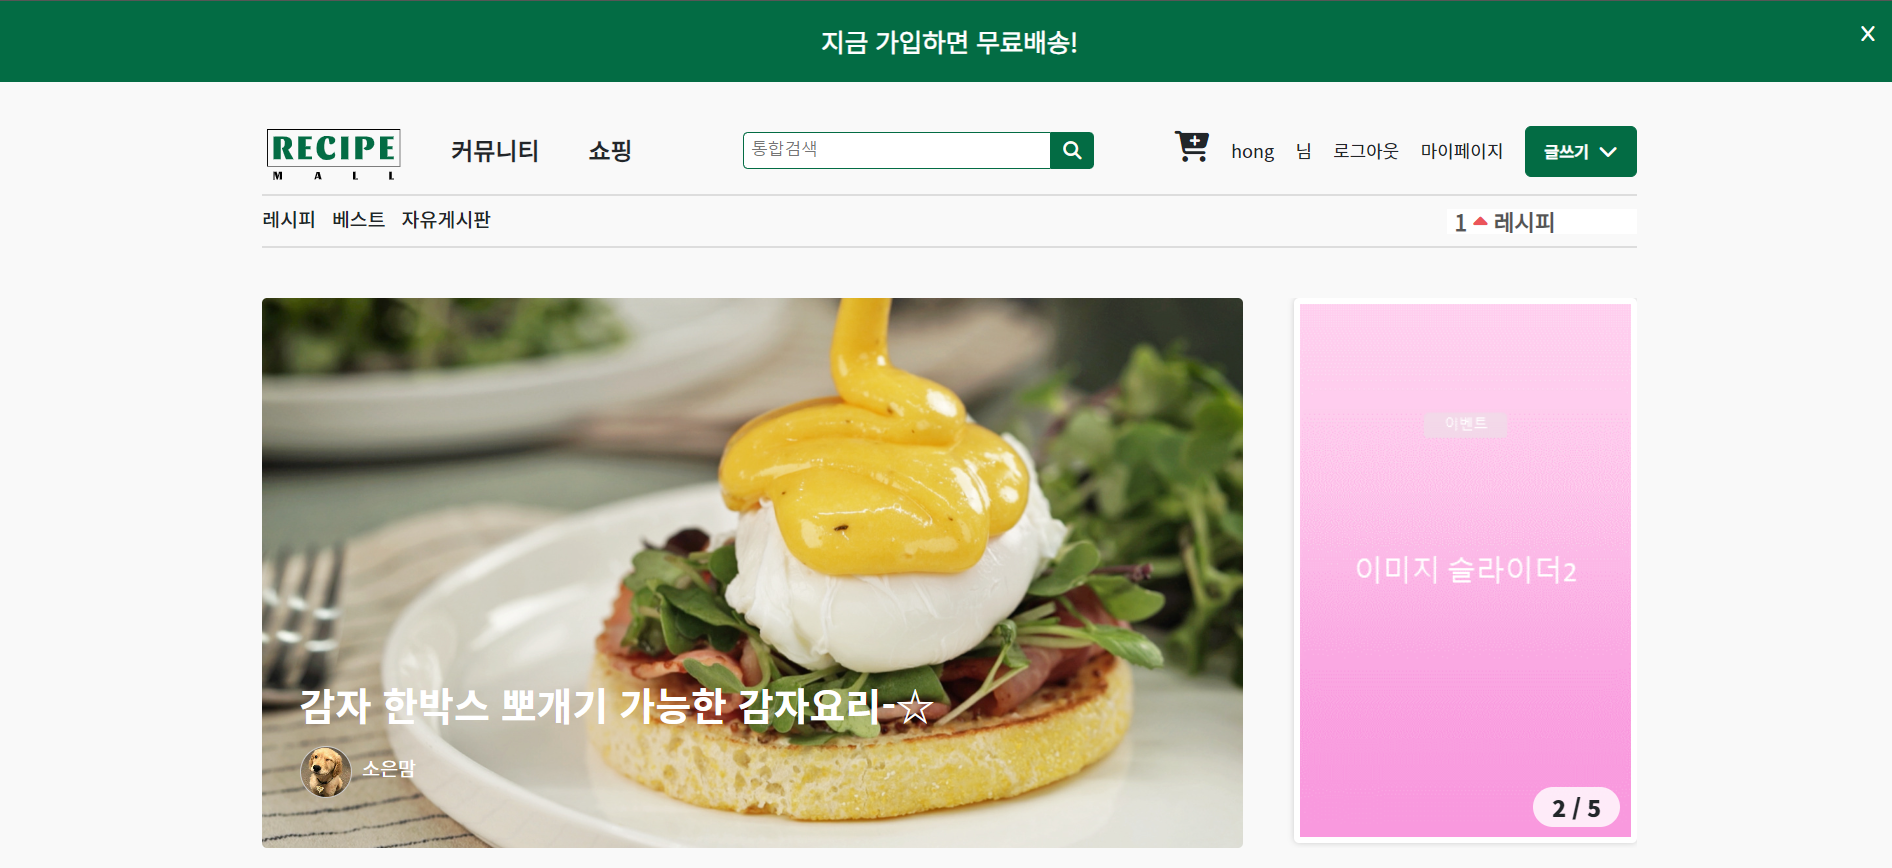 지금 가입하면 무료배송!
X
RECIPE
MALL
커뮤니티 쇼핑
통합검색
hong 님 로그아웃 마이페이지 글쓰기
레시피 베스트 자유게시판
1 레시피
감자 한박스 뽀개기 가능한 감자요리-☆
소은맘
이벤트
이미지 슬라이더2
2 / 5